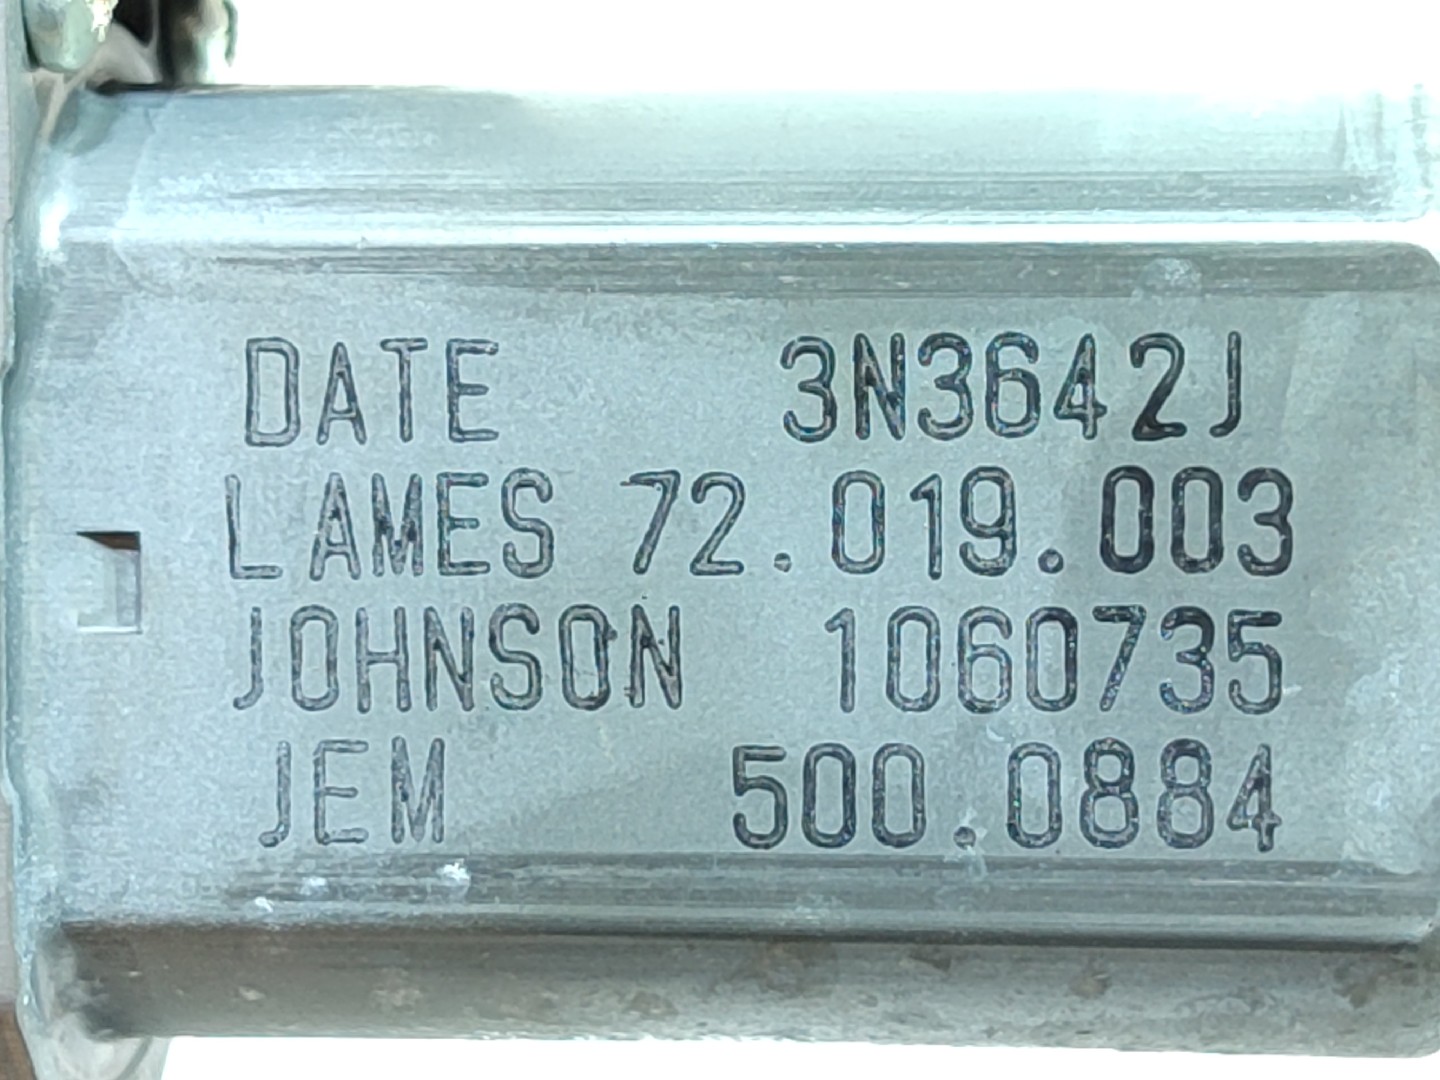 DATE 3N3642J
LAMES 72.019.003
JOHNSON 1060735
JEM 500.0884